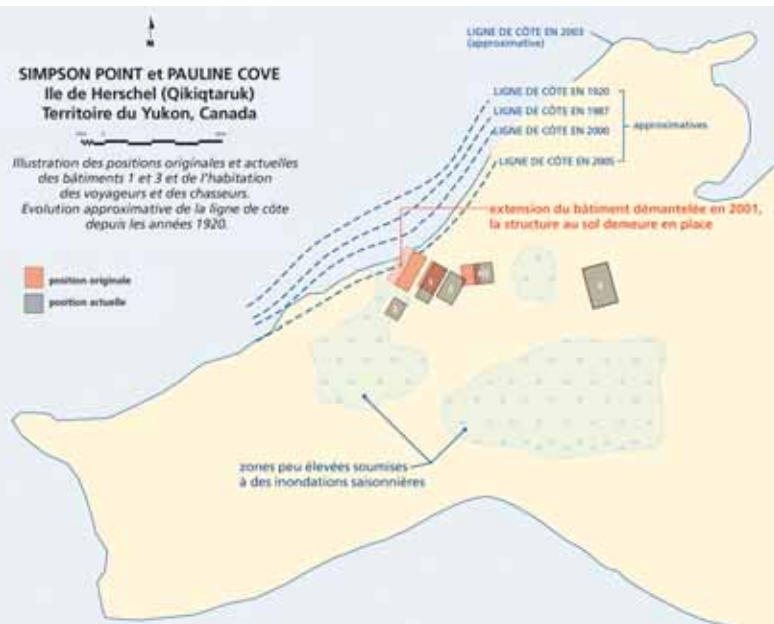 N
SIMPSON POINT et PAULINE COVE
Ile de Herschel (Qikiqtaruk)
Territoire du Yukon, Canada
Illustration des positions originales et actuelles
des bâtiments 1 et 3 et de l'habitation
des voyageurs et des chasseurs.
Evolution approximative de la ligne de côte
depuis les années 1920.
position originale
position actuelle
LIGNE DE CÔTE EN 2003
(approximative)
LIGNE DE CÔTE EN 1920
LIGNE DE CÔTE EN 1987
LIGNE DE CÔTE EN 2000
approximatives
LIGNE DE CÔTE EN 2005
extension du bâtiment démantelée en 2001,
la structure au sol demeure en place
zones peu élevées soumises
à des inondations saisonnières